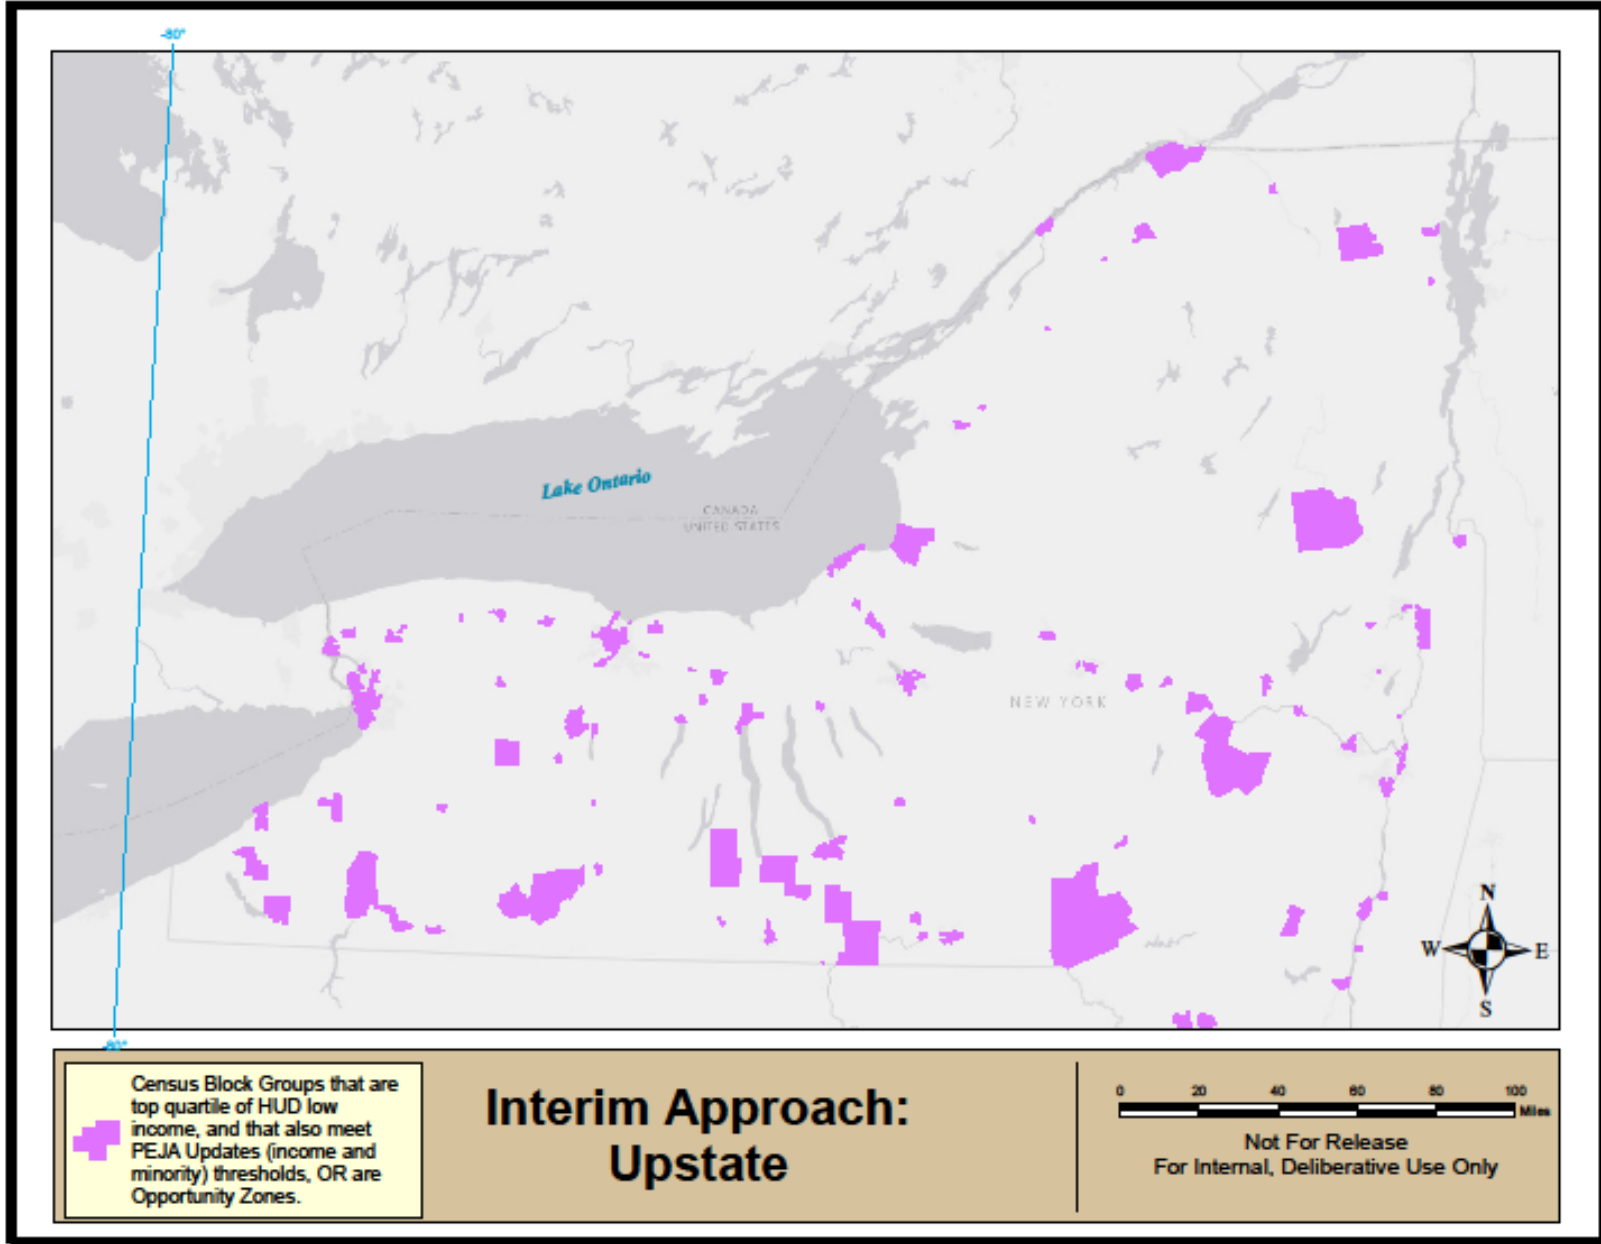 -80°
Lake Ontario
CANADA
UNITED STATES
NEW YORK
N
W
E
S
-80°
Census Block Groups that are
top quartile of HUD low
income, and that also meet
PEJA Updates (income and
minority) thresholds, OR are
Opportunity Zones.
Interim Approach:
Upstate
0 20 40 60 80 100
Miles
Not For Release
For Internal, Deliberative Use Only